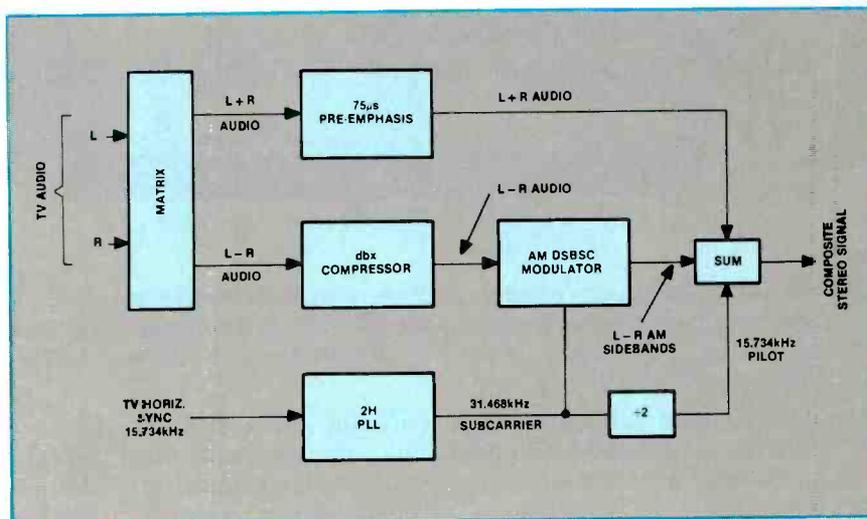 TV AUDIO
L
R
MATRIX
L+R
AUDIO
75µs
PRE-EMPHASIS
L+R AUDIO
L−R
AUDIO
dbx
COMPRESSOR
L−R AUDIO
AM DSBSC
MODULATOR
L−R AM
SIDEBANDS
SUM
COMPOSITE
STEREO SIGNAL
15.734kHz
PILOT
TV HORIZ.
SYNC
15.734kHz
2H
PLL
31.468kHz
SUBCARRIER
÷2